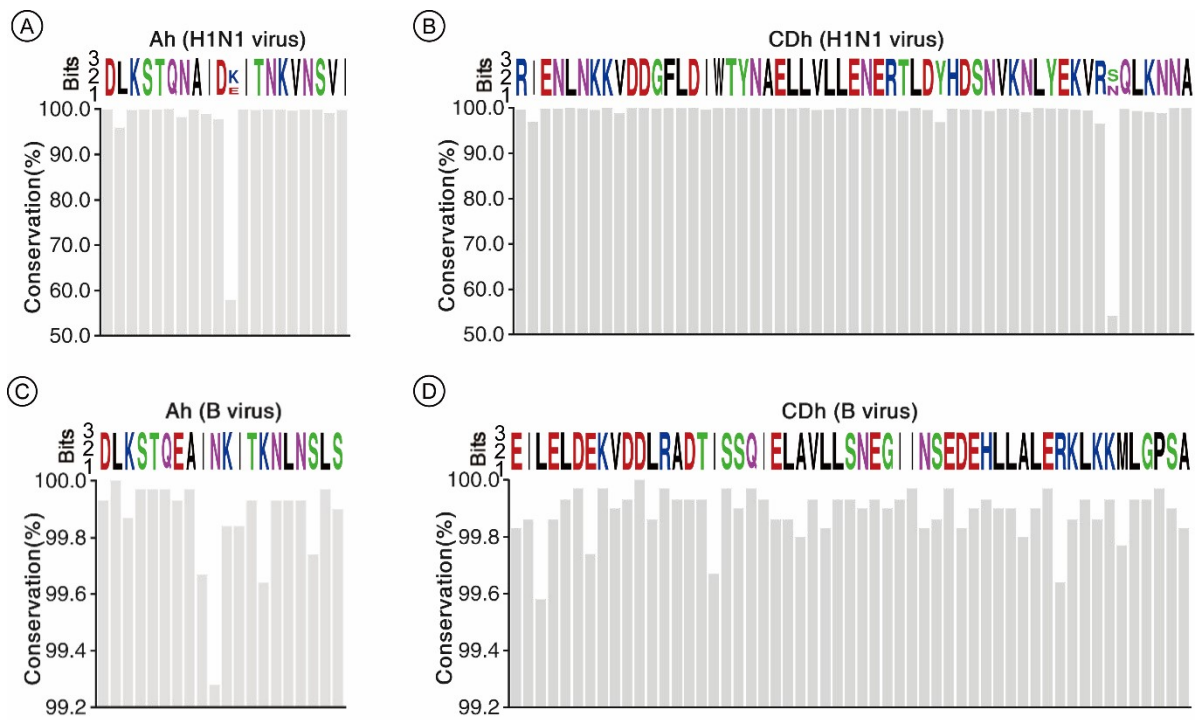 A
Ah (H1N1 virus)
Bits
3
2
1
DLKSTQNAIDKITNKVNSVI
E
Conservation(%)
100.0
90.0
80.0
70.0
60.0
50.0
B
CDh (H1N1 virus)
Bits
3
2
1
RIENLNKKVDDGFLDIWTYNAELLVLLENERTLDYHDSNVKNLYEKVRSQLKNNA
N
Conservation(%)
100.0
90.0
80.0
70.0
60.0
50.0
C
Ah (B virus)
Bits
3
2
1
DLKSTQEAINKITKNLNSLS
Conservation(%)
100.0
99.8
99.6
99.4
99.2
D
CDh (B virus)
Bits
3
2
1
EILELDEKVDDLRADTISSQIELAVLLSNEGIINSEDEHLLALERKLKKMLGPSA
Conservation(%)
100.0
99.8
99.6
99.4
99.2